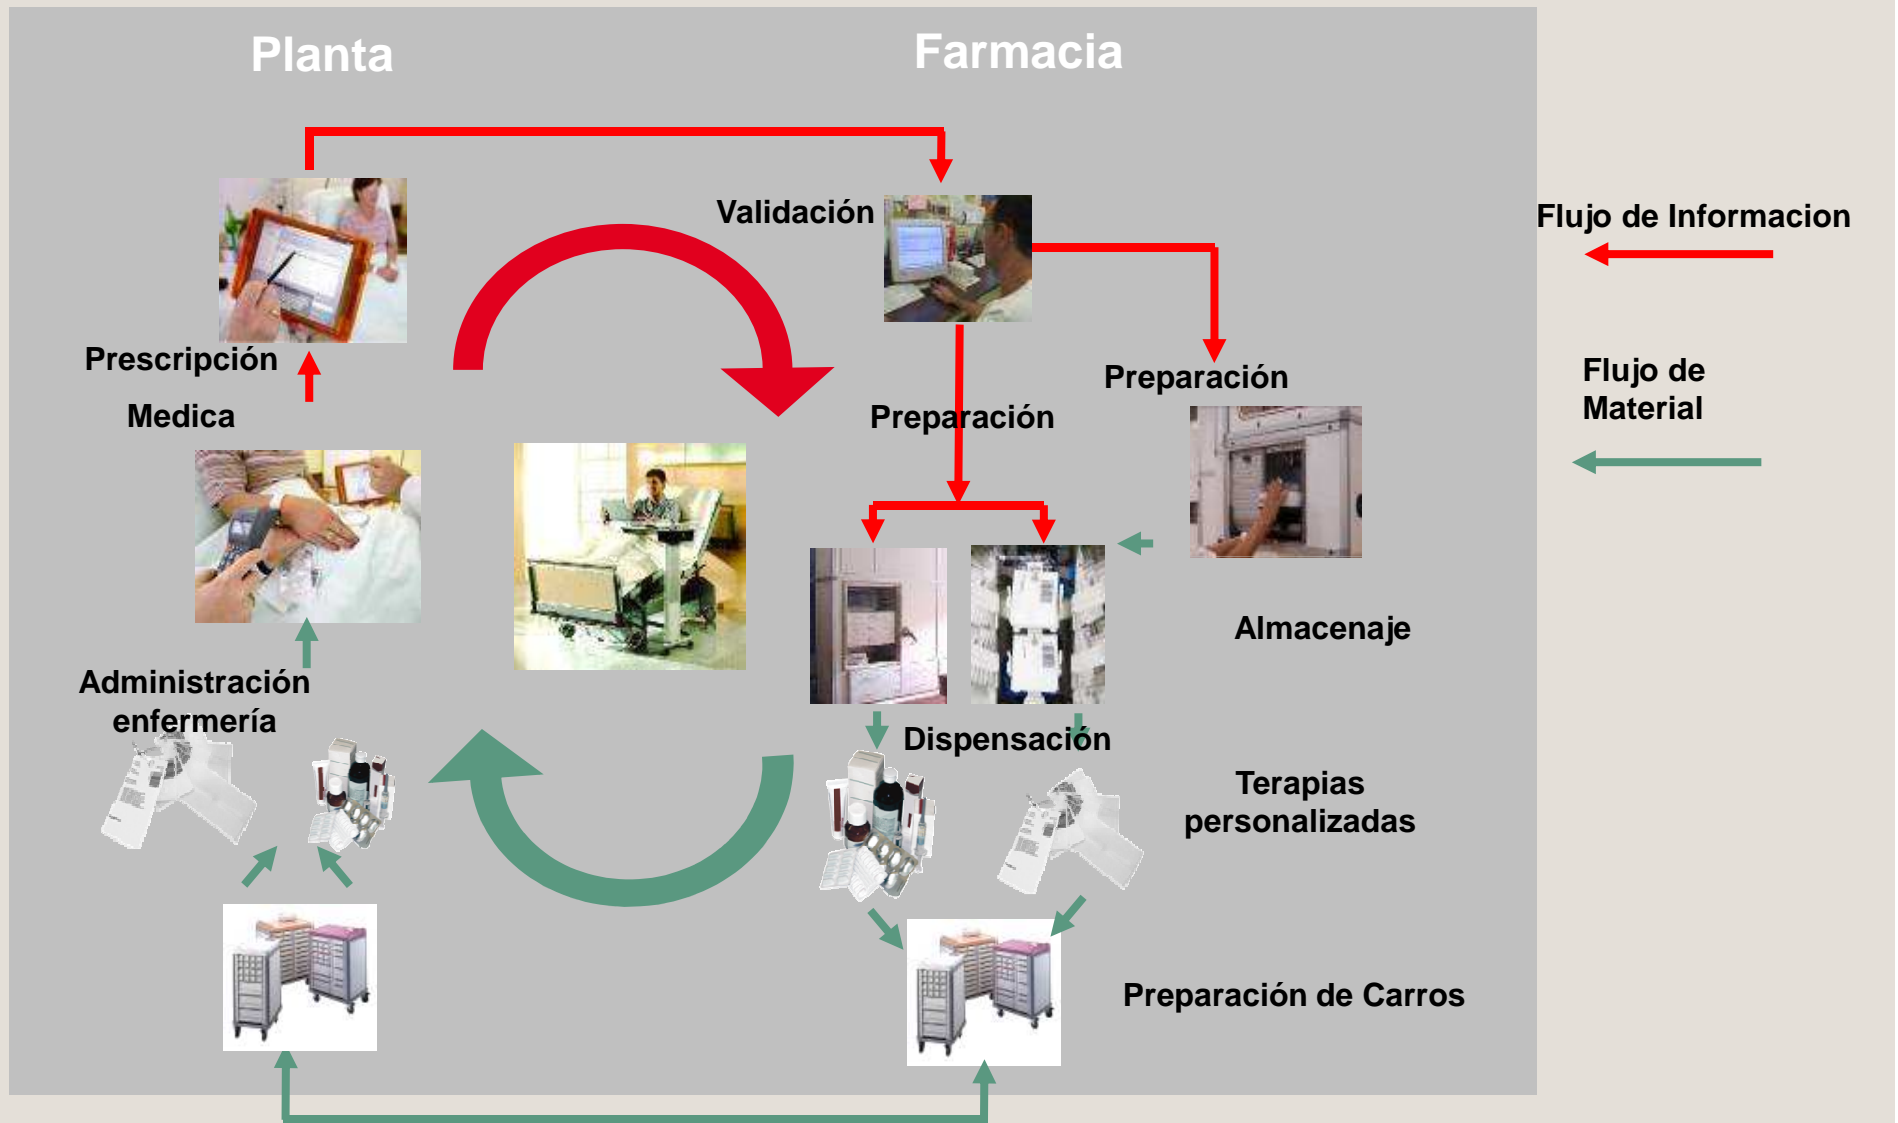 Planta
Farmacia
Validación
Flujo de Informacion
Prescripción
Medica
Preparación
Preparación
Flujo de
Material
Almacenaje
Administración
enfermería
Dispensación
Terapias
personalizadas
Preparación de Carros